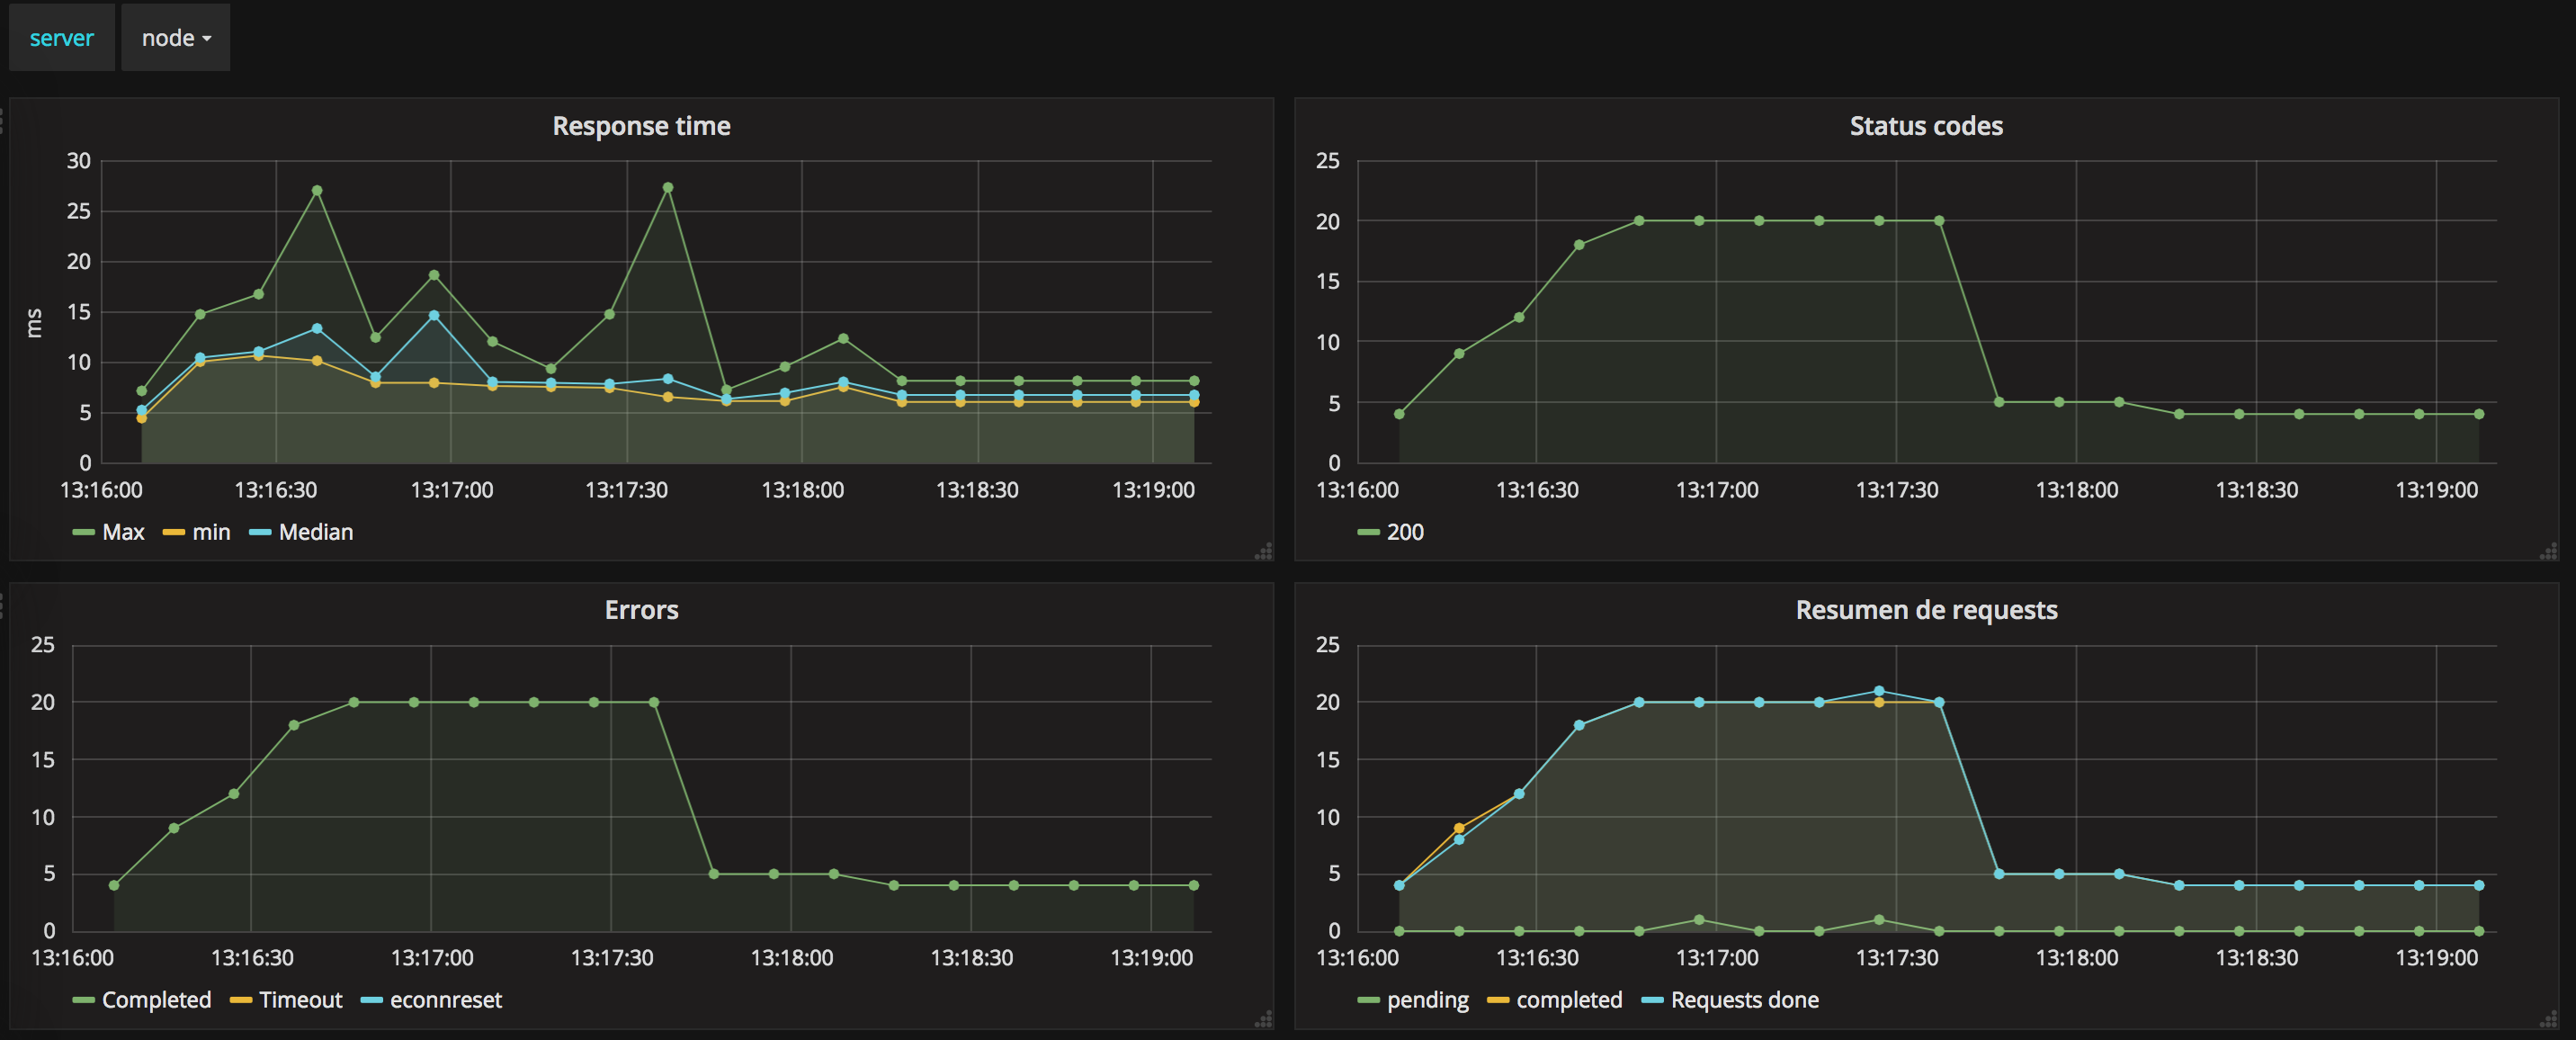 server node
Response time
30
25
20
15
10
5
0
ms
13:16:00 13:16:30 13:17:00 13:17:30 13:18:00 13:18:30 13:19:00
Max min Median
Status codes
25
20
15
10
5
0
13:16:00 13:16:30 13:17:00 13:17:30 13:18:00 13:18:30 13:19:00
200
Errors
25
20
15
10
5
0
13:16:00 13:16:30 13:17:00 13:17:30 13:18:00 13:18:30 13:19:00
Completed Timeout econnreset
Resumen de requests
25
20
15
10
5
0
13:16:00 13:16:30 13:17:00 13:17:30 13:18:00 13:18:30 13:19:00
pending completed Requests done